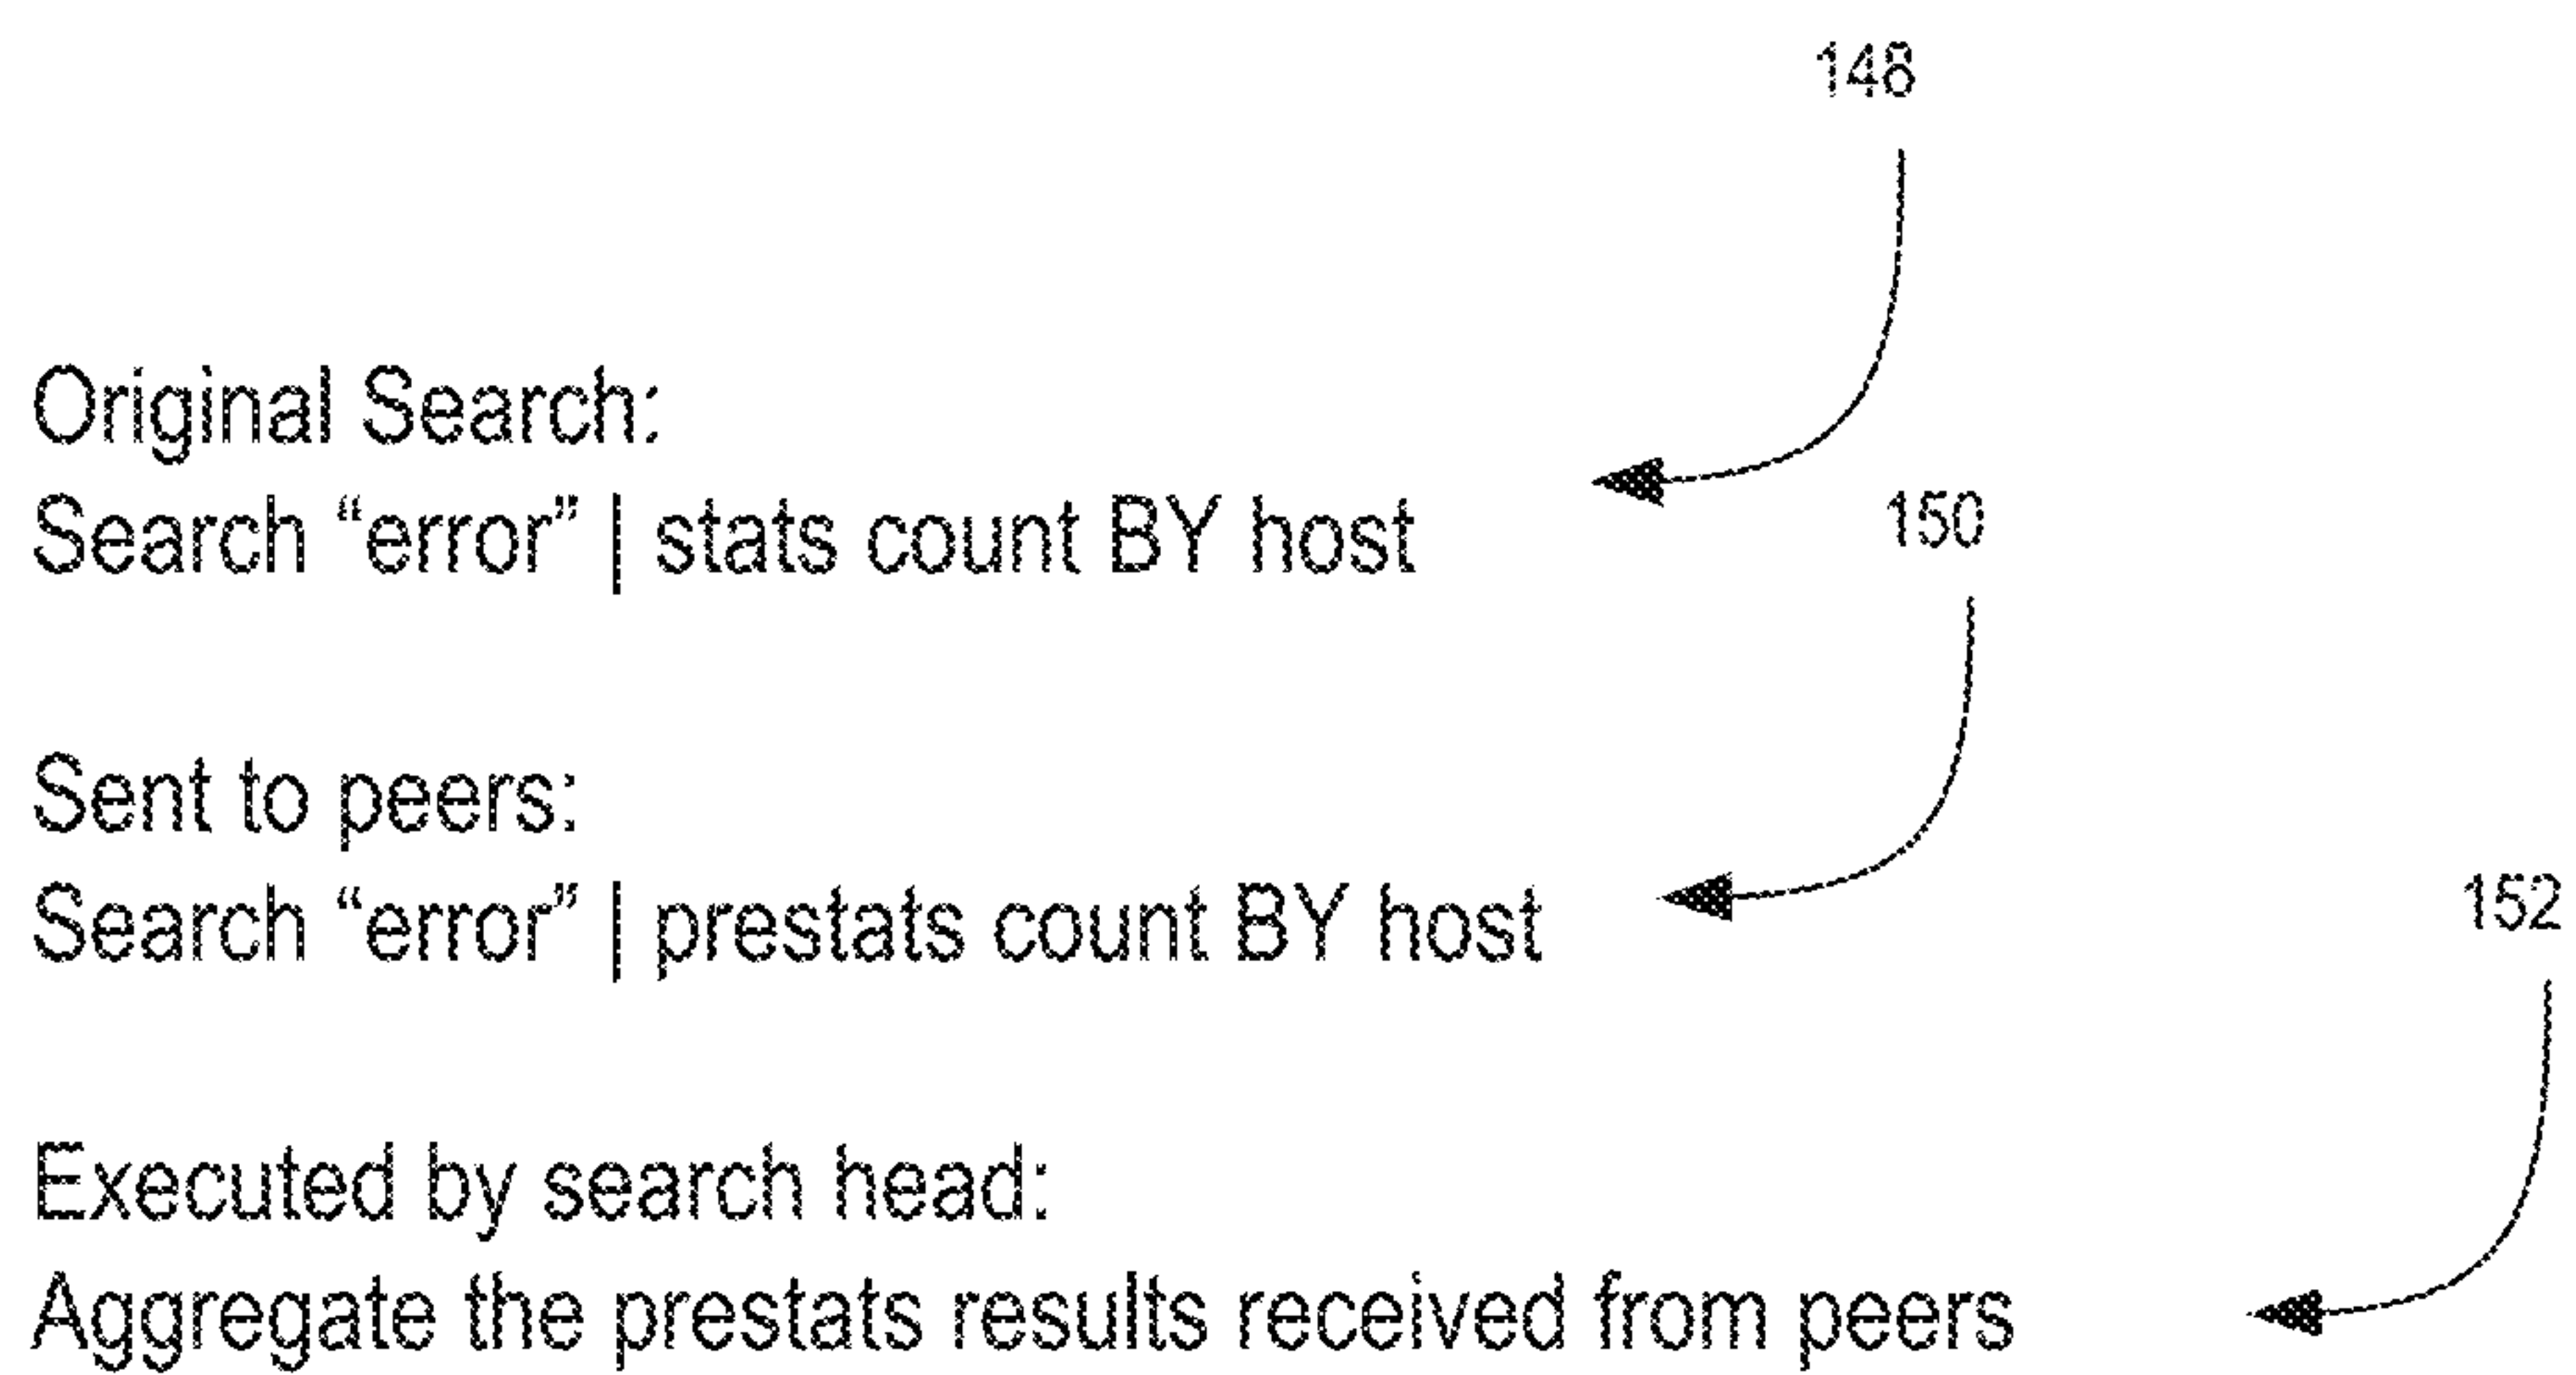 148
Original Search:
Search “error” | stats count BY host
150
Sent to peers:
Search “error” | prestats count BY host
152
Executed by search head:
Aggregate the prestats results received from peers